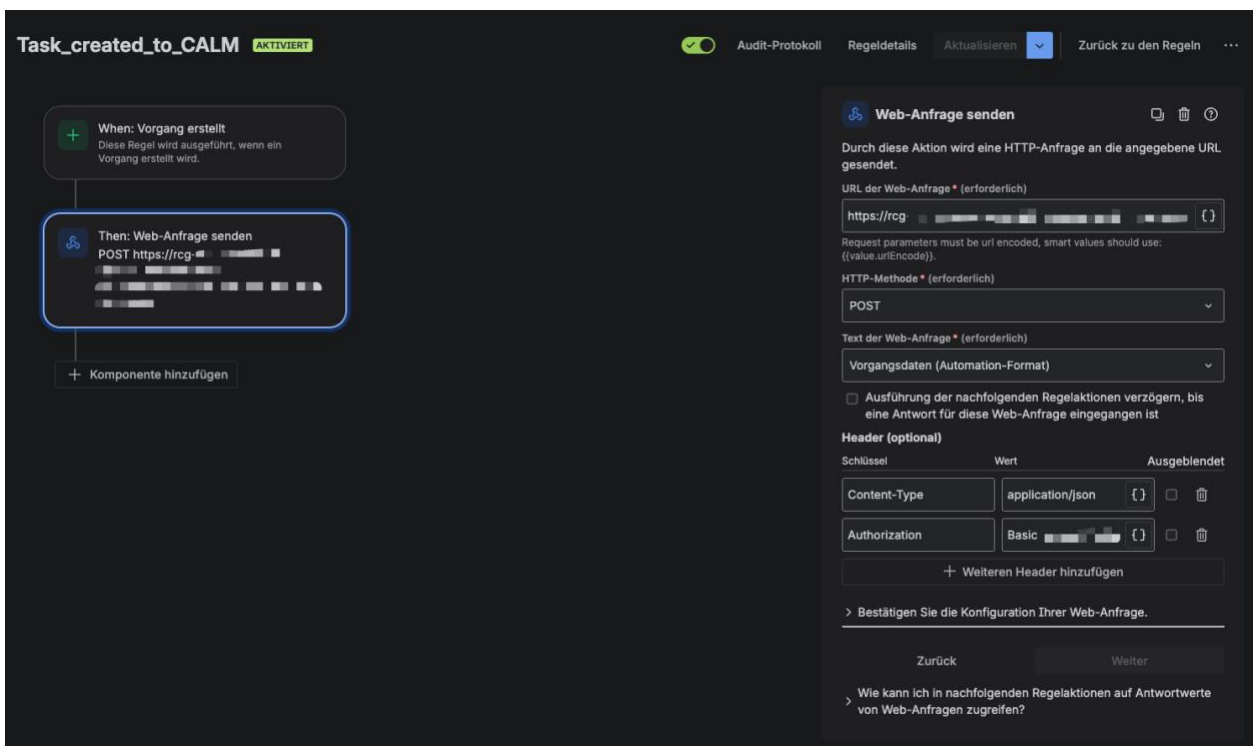 Task_created_to_CALM AKTIVIERT
Audit-Protokoll Regeldetails Aktualisieren Zurück zu den Regeln ...
When: Vorgang erstellt
Diese Regel wird ausgeführt, wenn ein
Vorgang erstellt wird.
Then: Web-Anfrage senden
POST https://rcg-
Komponente hinzufügen
Web-Anfrage senden
Durch diese Aktion wird eine HTTP-Anfrage an die angegebene URL
gesendet.
URL der Web-Anfrage * (erforderlich)
https://rcg- {}
Request parameters must be url encoded, smart values should use:
{{value.urlEncode}}.
HTTP-Methode * (erforderlich)
POST
Text der Web-Anfrage * (erforderlich)
Vorgangsdaten (Automation-Format)
Ausführung der nachfolgenden Regelaktionen verzögern, bis
eine Antwort für diese Web-Anfrage eingegangen ist
Header (optional)
Schlüssel Wert Ausgeblendet
Content-Type application/json {}
Authorization Basic {}
Weiteren Header hinzufügen
Bestätigen Sie die Konfiguration Ihrer Web-Anfrage.
Zurück Weiter
Wie kann ich in nachfolgenden Regelaktionen auf Antwortwerte
von Web-Anfragen zugreifen?